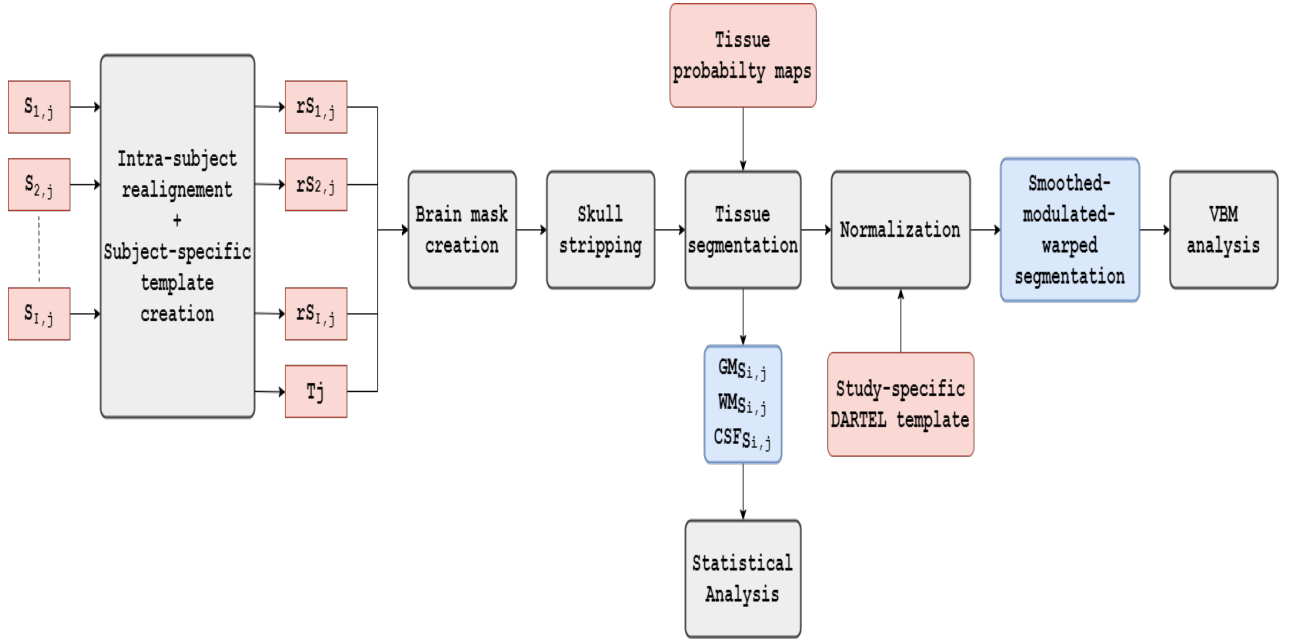 S1,j
S2,j
SI,j
Intra-subject
realignement
+
Subject-specific
template
creation
rS1,j
rS2,j
rSI,j
Tj
Brain mask
creation
Skull
stripping
Tissue
probabilty maps
Tissue
segmentation
GMSi,j
WMSi,j
CSFSi,j
Statistical
Analysis
Normalization
Study-specific
DARTEL template
Smoothed-
modulated-
warped
segmentation
VBM
analysis